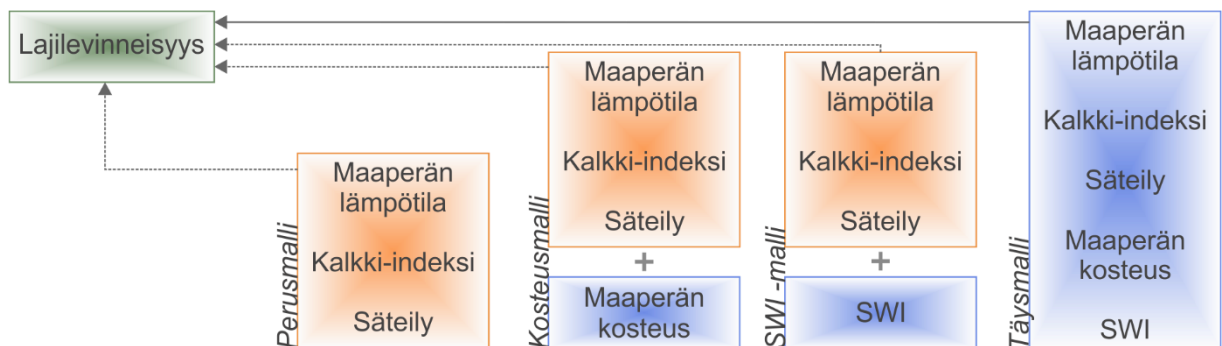 Lajilevinneisyys
Perusmalli
Maaperän
lämpötila
Kalkki-indeksi
Säteily
Kosteusmalli
Maaperän
lämpötila
Kalkki-indeksi
Säteily
+
Maaperän
kosteus
SWI -malli
Maaperän
lämpötila
Kalkki-indeksi
Säteily
+
SWI
Täysmalli
Maaperän
lämpötila
Kalkki-indeksi
Säteily
Maaperän
kosteus
SWI